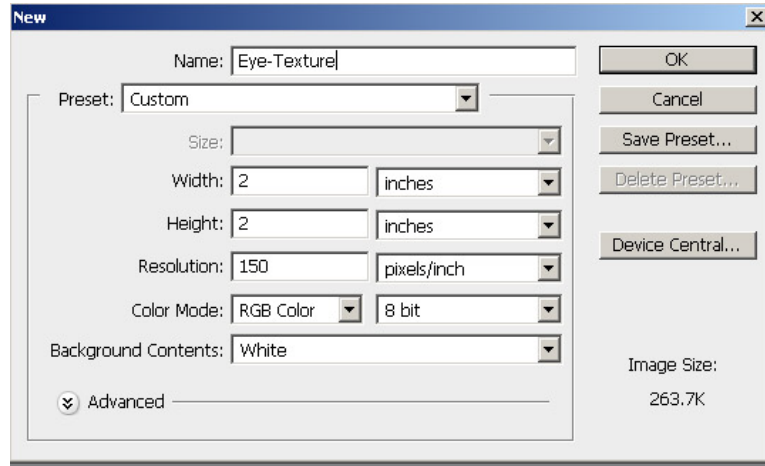 New
Name: Eye-Texture
OK
Preset: Custom
Cancel
Size:
Save Preset...
Width: 2 inches
Delete Preset...
Height: 2 inches
Device Central...
Resolution: 150 pixels/inch
Color Mode: RGB Color 8 bit
Background Contents: White
Image Size:
263.7K
Advanced